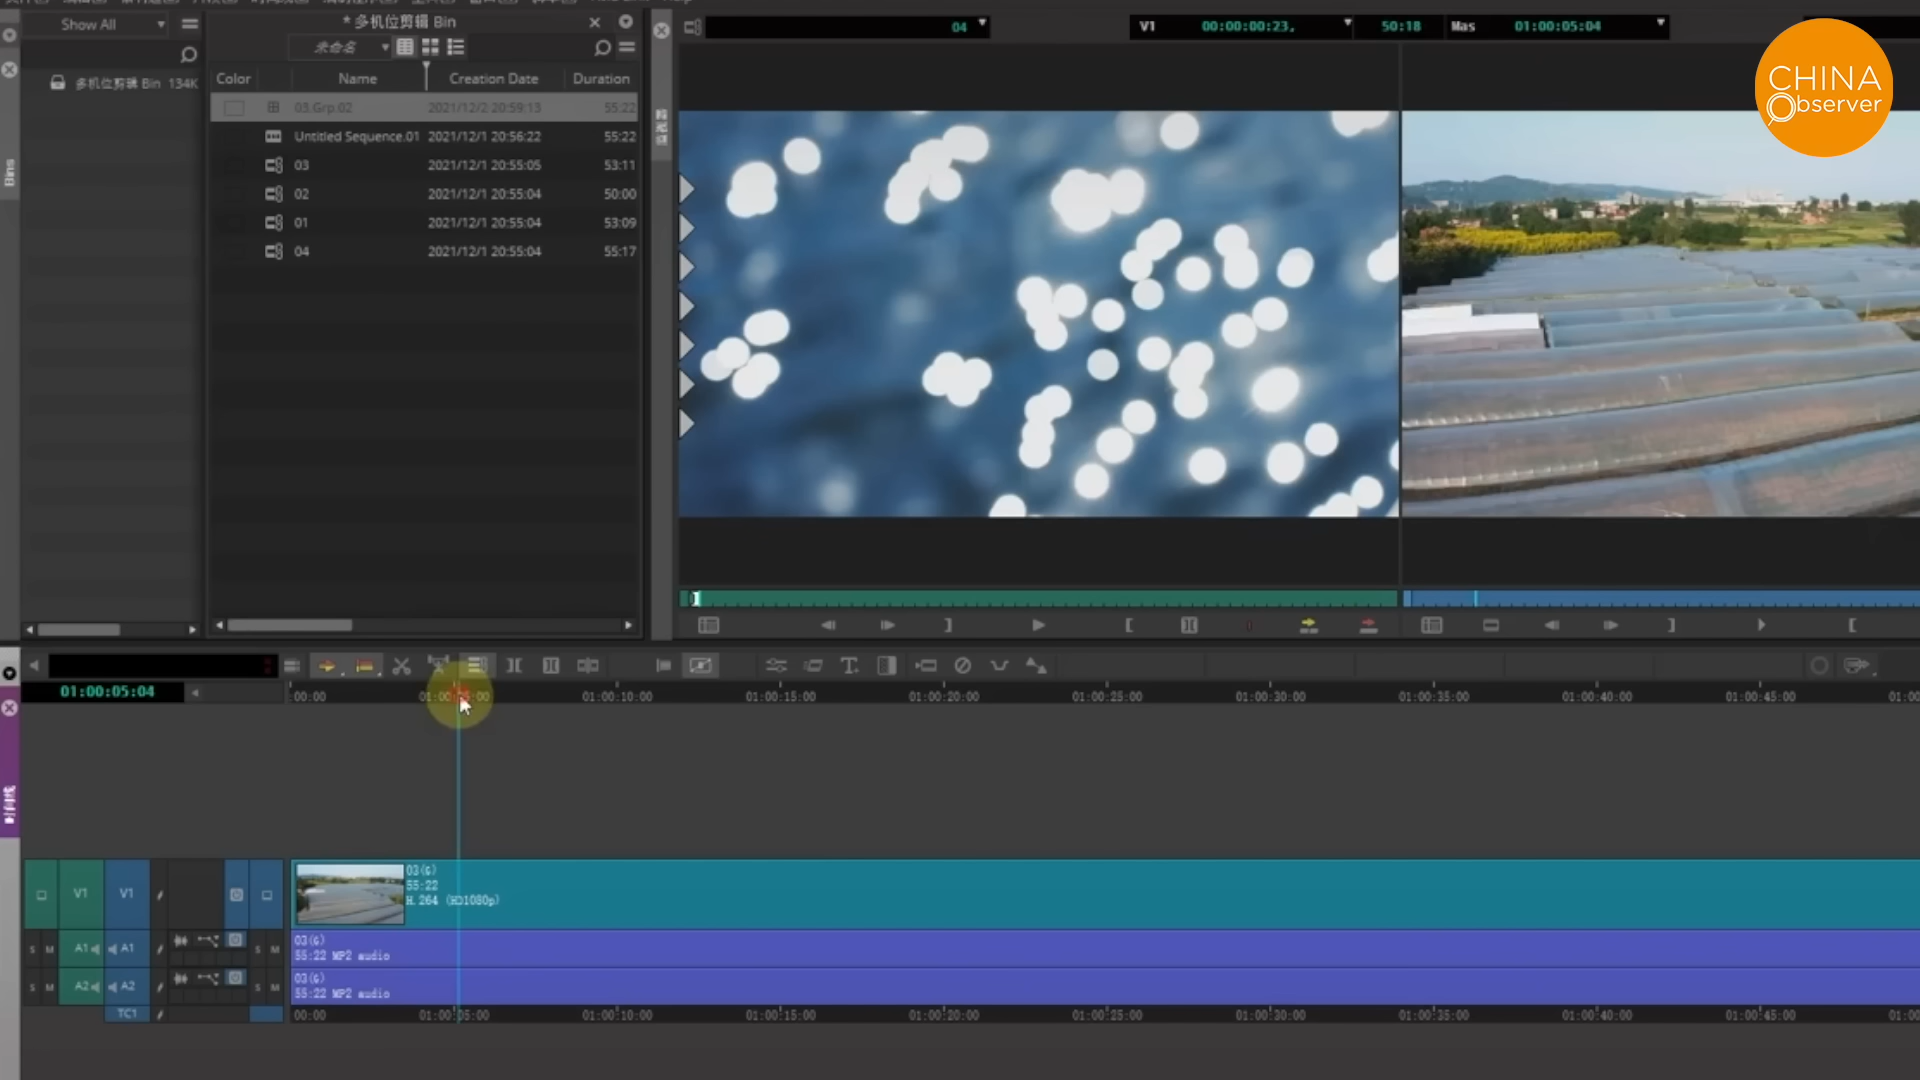 Show All
* 多机位剪辑 Bin
04
V1
00:00:00:23,
50:18
Mas
01:00:05:04
CHINA
Observer
未命名
多机位剪辑 Bin 134K
Color
Name
Creation Date
Duration
03.Grp.02 2021/12/2 20:59:13 55:22
Untitled Sequence.01 2021/12/1 20:56:22 55:22
03 2021/12/1 20:55:05 53:11
02 2021/12/1 20:55:04 50:00
01 2021/12/1 20:55:04 53:09
04 2021/12/1 20:55:04 55:17
Bins
01:00:05:04
:00:00 01:00:05:00 01:00:10:00 01:00:15:00 01:00:20:00 01:00:25:00 01:00:30:00 01:00:35:00 01:00:40:00 01:00:45:00 01:00
时间线
V1 V1
03(G)
55:22
H.264 (HD1080p)
S M A1 A1 S M
03(G)
55:22 MP2 audio
S M A2 A2 S M
03(G)
55:22 MP2 audio
TC1
00:00 01:00:05:00 01:00:10:00 01:00:15:00 01:00:20:00 01:00:25:00 01:00:30:00 01:00:35:00 01:00:40:00 01:00:45:00 01:00